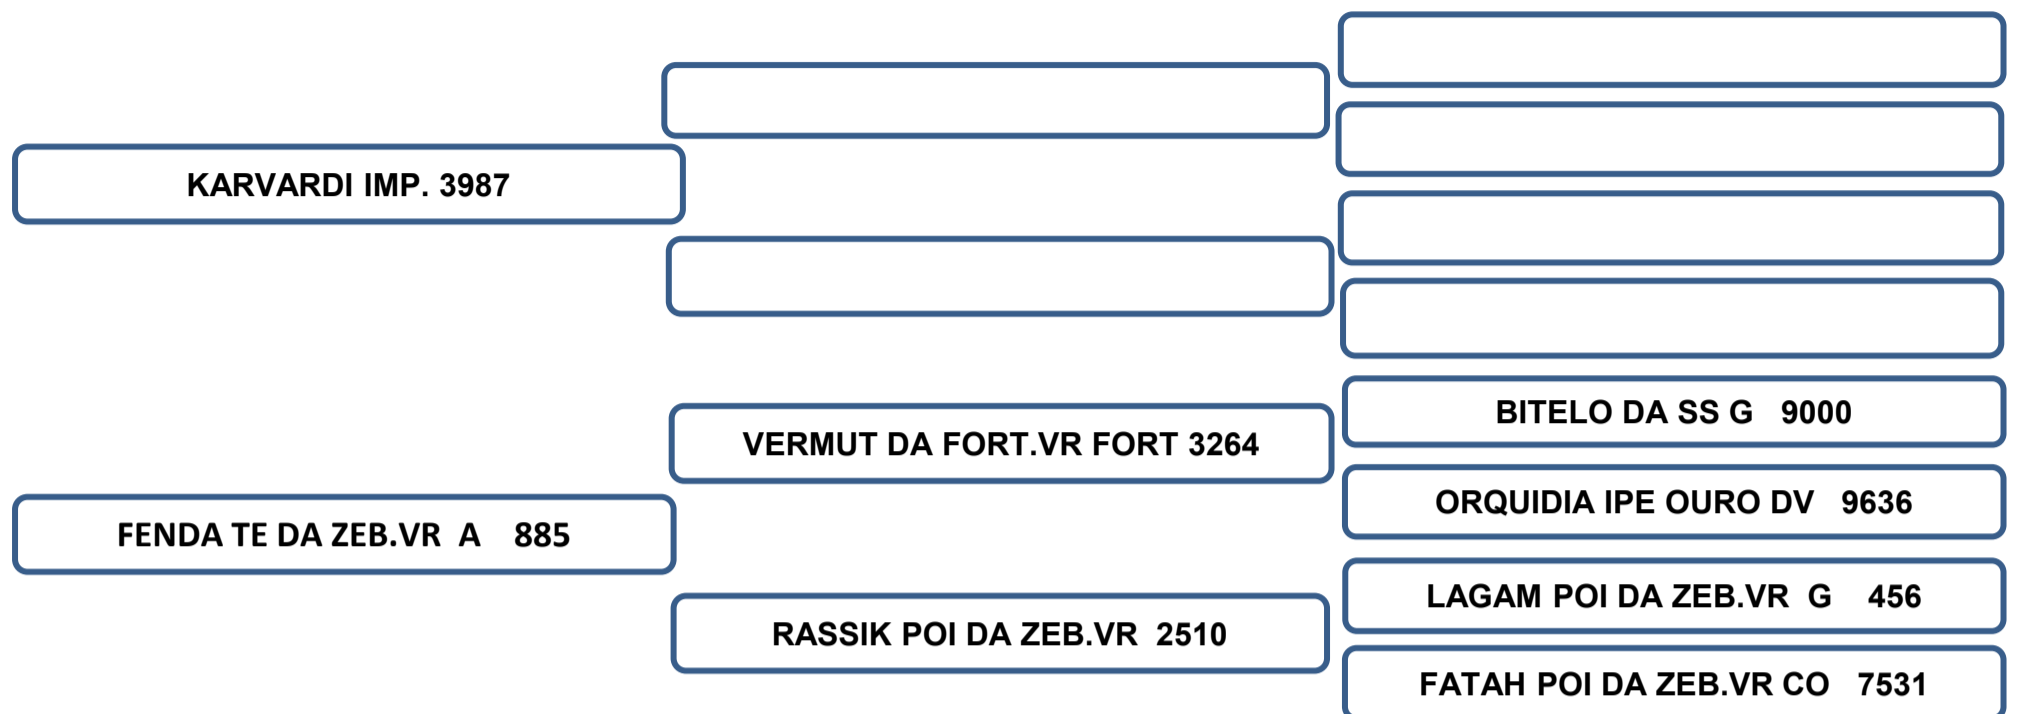 KARVARDI IMP. 3987
BITELO DA SS G 9000
VERMUT DA FORT.VR FORT 3264
ORQUIDIA IPE OURO DV 9636
FENDA TE DA ZEB.VR A 885
LAGAM POI DA ZEB.VR G 456
RASSIK POI DA ZEB.VR 2510
FATAH POI DA ZEB.VR CO 7531